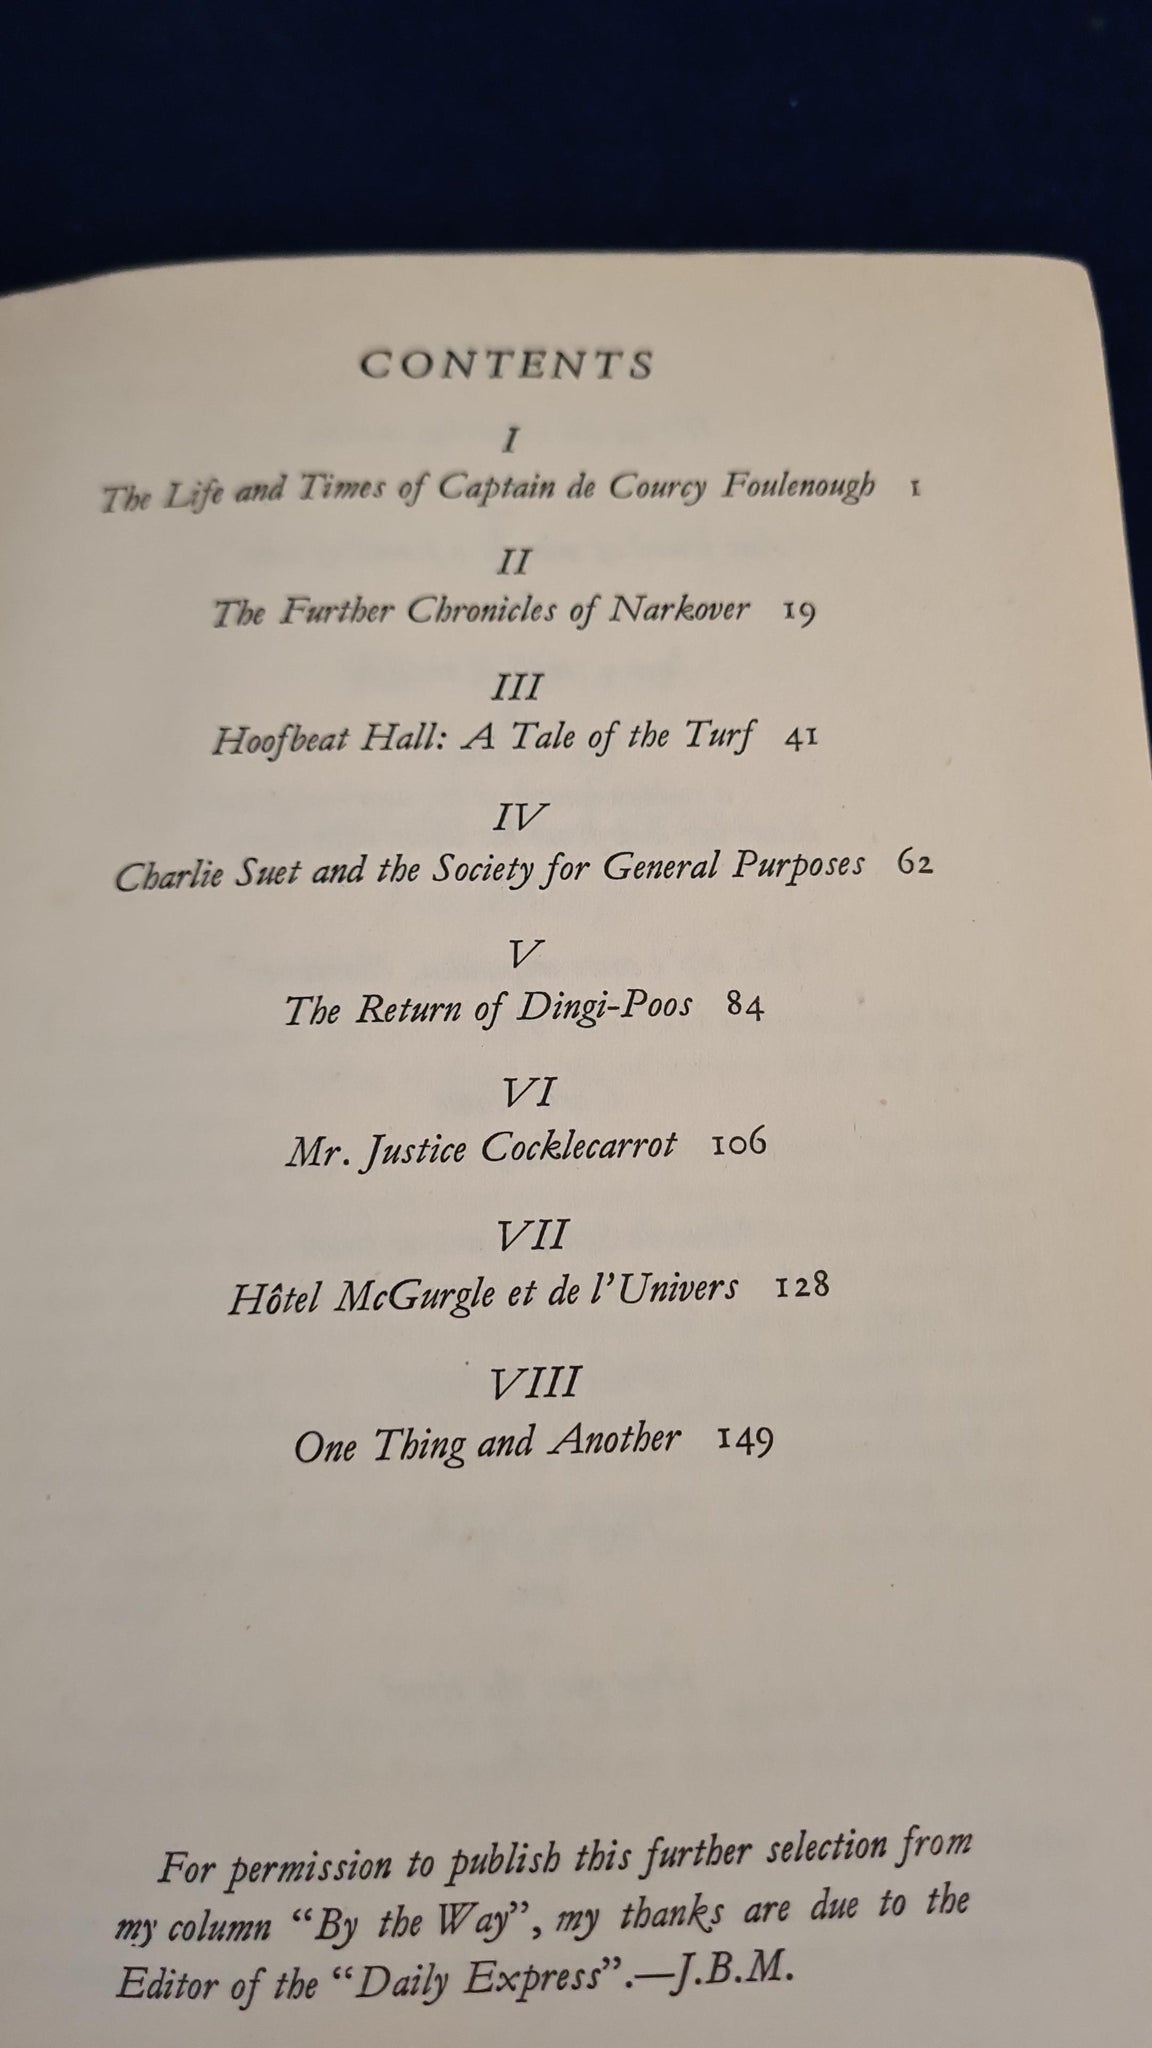 CONTENTS
I
The Life and Times of Captain de Courcy Foulenough 1
II
The Further Chronicles of Narkover 19
III
Hoofbeat Hall: A Tale of the Turf 41
IV
Charlie Suet and the Society for General Purposes 62
V
The Return of Dingi-Poos 84
VI
Mr. Justice Cocklecarrot 106
VII
Hôtel McGurgle et de l'Univers 128
VIII
One Thing and Another 149
For permission to publish this further selection from
my column "By the Way", my thanks are due to the
Editor of the "Daily Express".—J.B.M.